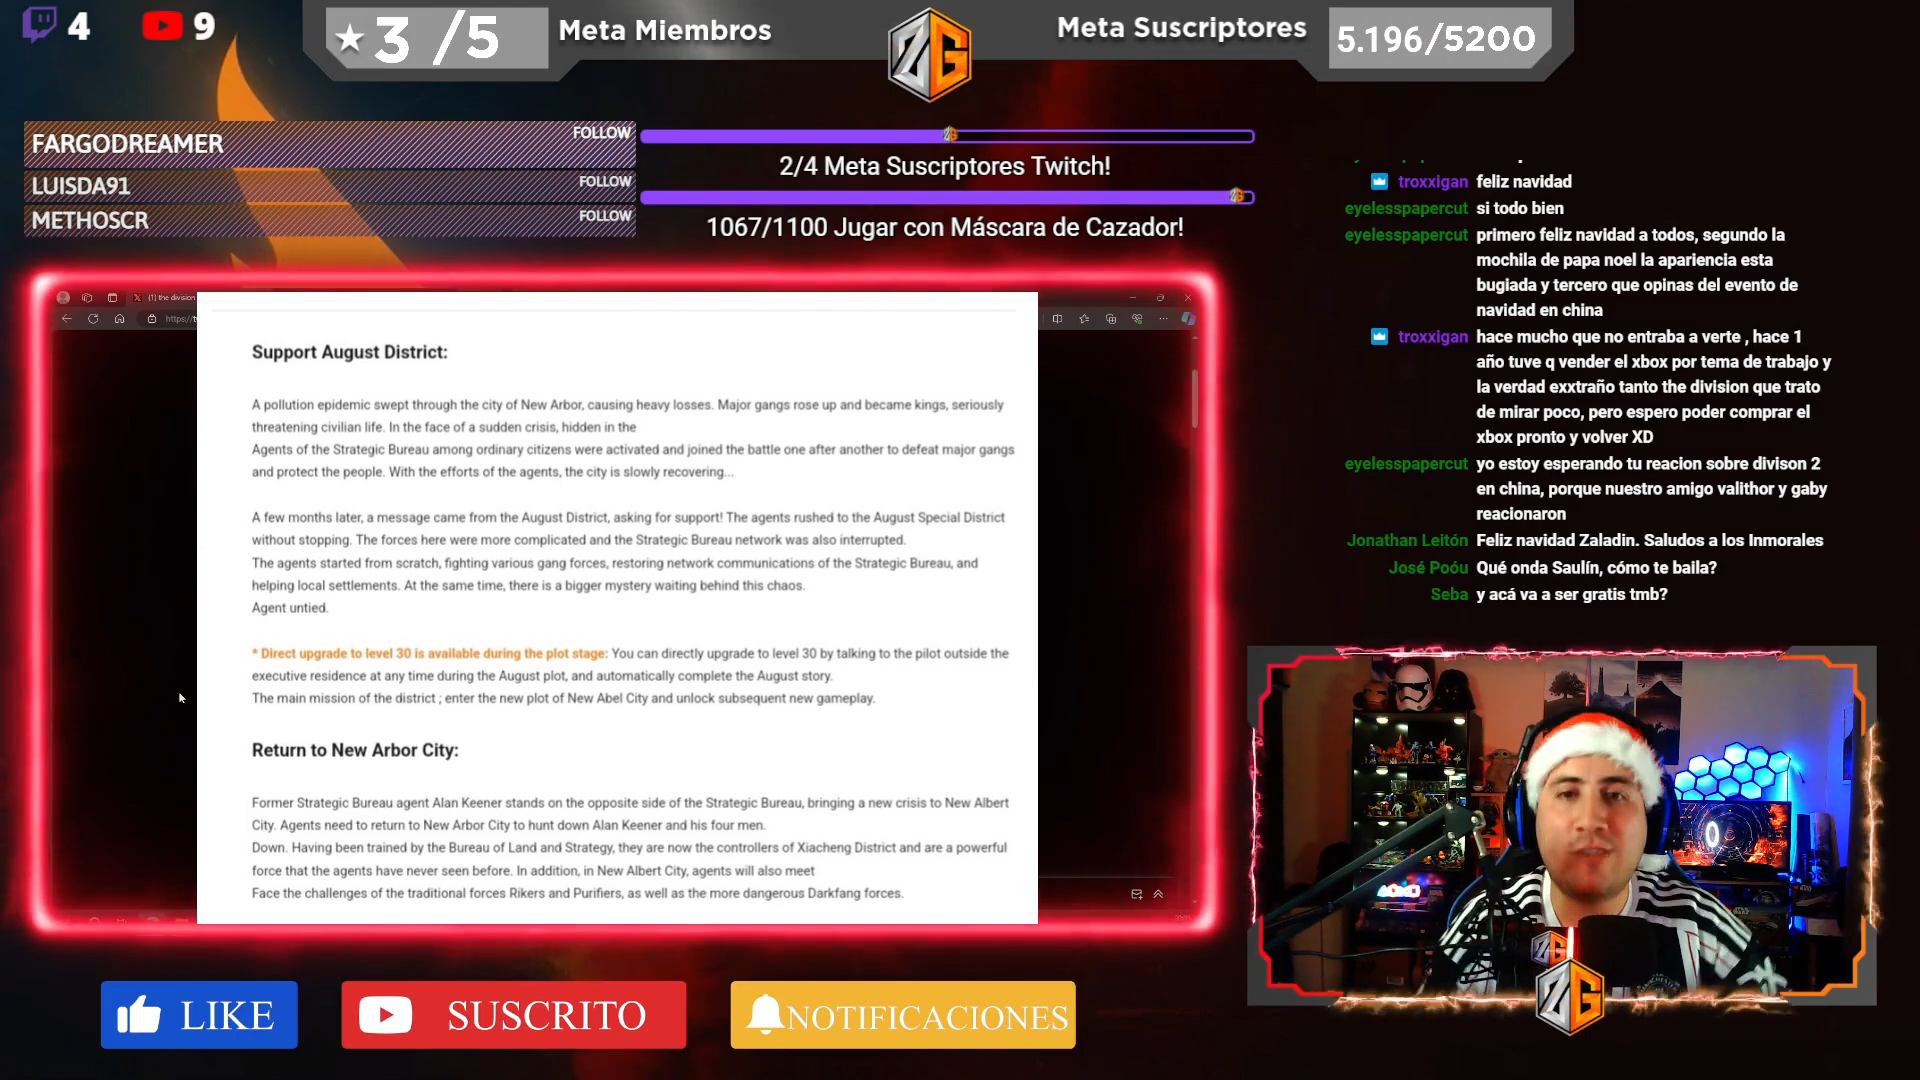 4
9
3 /5
Meta Miembros
ZG
Meta Suscriptores
5.196/5200
FARGODREAMER FOLLOW
LUISDA91 FOLLOW
METHOSCR FOLLOW
2/4 Meta Suscriptores Twitch!
1067/1100 Jugar con Máscara de Cazador!
troxxigan feliz navidad
eyelesspapercut si todo bien
eyelesspapercut primero feliz navidad a todos, segundo la
mochila de papa noel la apariencia esta
bugiada y tercero que opinas del evento de
navidad en china
troxxigan hace mucho que no entraba a verte , hace 1
año tuve q vender el xbox por tema de trabajo y
la verdad exxtraño tanto the division que trato
de mirar poco, pero espero poder comprar el
xbox pronto y volver XD
eyelesspapercut yo estoy esperando tu reacion sobre divison 2
en china, porque nuestro amigo valithor y gaby
reacionaron
Jonathan Leitón Feliz navidad Zaladin. Saludos a los Inmorales
José Poóu Qué onda Saulín, cómo te baila?
Seba y acá va a ser gratis tmb?
(1) the division
https://t
Support August District:
A pollution epidemic swept through the city of New Arbor, causing heavy losses. Major gangs rose up and became kings, seriously
threatening civilian life. In the face of a sudden crisis, hidden in the
Agents of the Strategic Bureau among ordinary citizens were activated and joined the battle one after another to defeat major gangs
and protect the people. With the efforts of the agents, the city is slowly recovering...
A few months later, a message came from the August District, asking for support! The agents rushed to the August Special District
without stopping. The forces here were more complicated and the Strategic Bureau network was also interrupted.
The agents started from scratch, fighting various gang forces, restoring network communications of the Strategic Bureau, and
helping local settlements. At the same time, there is a bigger mystery waiting behind this chaos.
Agent untied.
* Direct upgrade to level 30 is available during the plot stage: You can directly upgrade to level 30 by talking to the pilot outside the
executive residence at any time during the August plot, and automatically complete the August story.
The main mission of the district ; enter the new plot of New Abel City and unlock subsequent new gameplay.
Return to New Arbor City:
Former Strategic Bureau agent Alan Keener stands on the opposite side of the Strategic Bureau, bringing a new crisis to New Albert
City. Agents need to return to New Arbor City to hunt down Alan Keener and his four men.
Down. Having been trained by the Bureau of Land and Strategy, they are now the controllers of Xiacheng District and are a powerful
force that the agents have never seen before. In addition, in New Albert City, agents will also meet
Face the challenges of the traditional forces Rikers and Purifiers, as well as the more dangerous Darkfang forces.
ZG
ZG
LIKE
SUSCRITO
NOTIFICACIONES